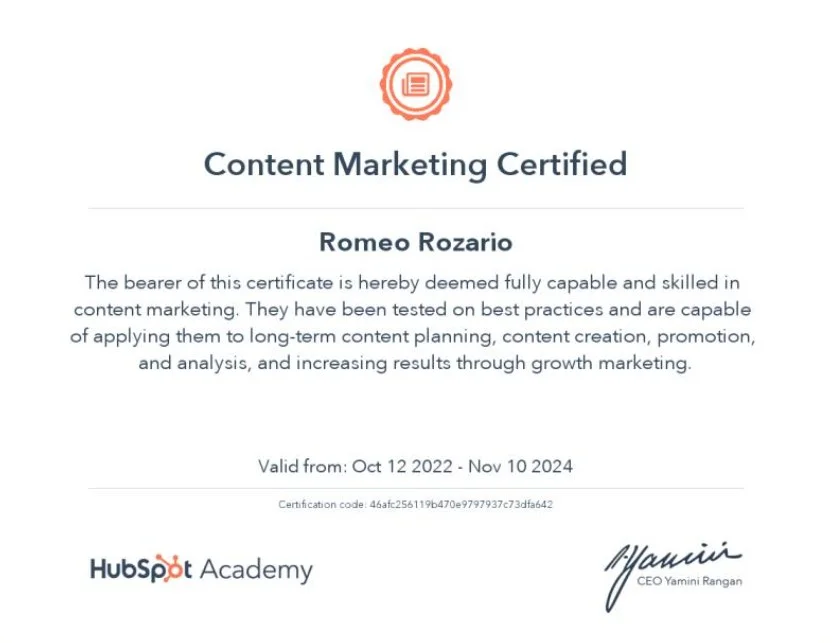 Content Marketing Certified
Romeo Rozario
The bearer of this certificate is hereby deemed fully capable and skilled in
content marketing. They have been tested on best practices and are capable
of applying them to long-term content planning, content creation, promotion,
and analysis, and increasing results through growth marketing.
Valid from: Oct 12 2022 - Nov 10 2024
Certification code: 46afc256119b470e9797937c73dfa642
HubSpot Academy
CEO Yamini Rangan